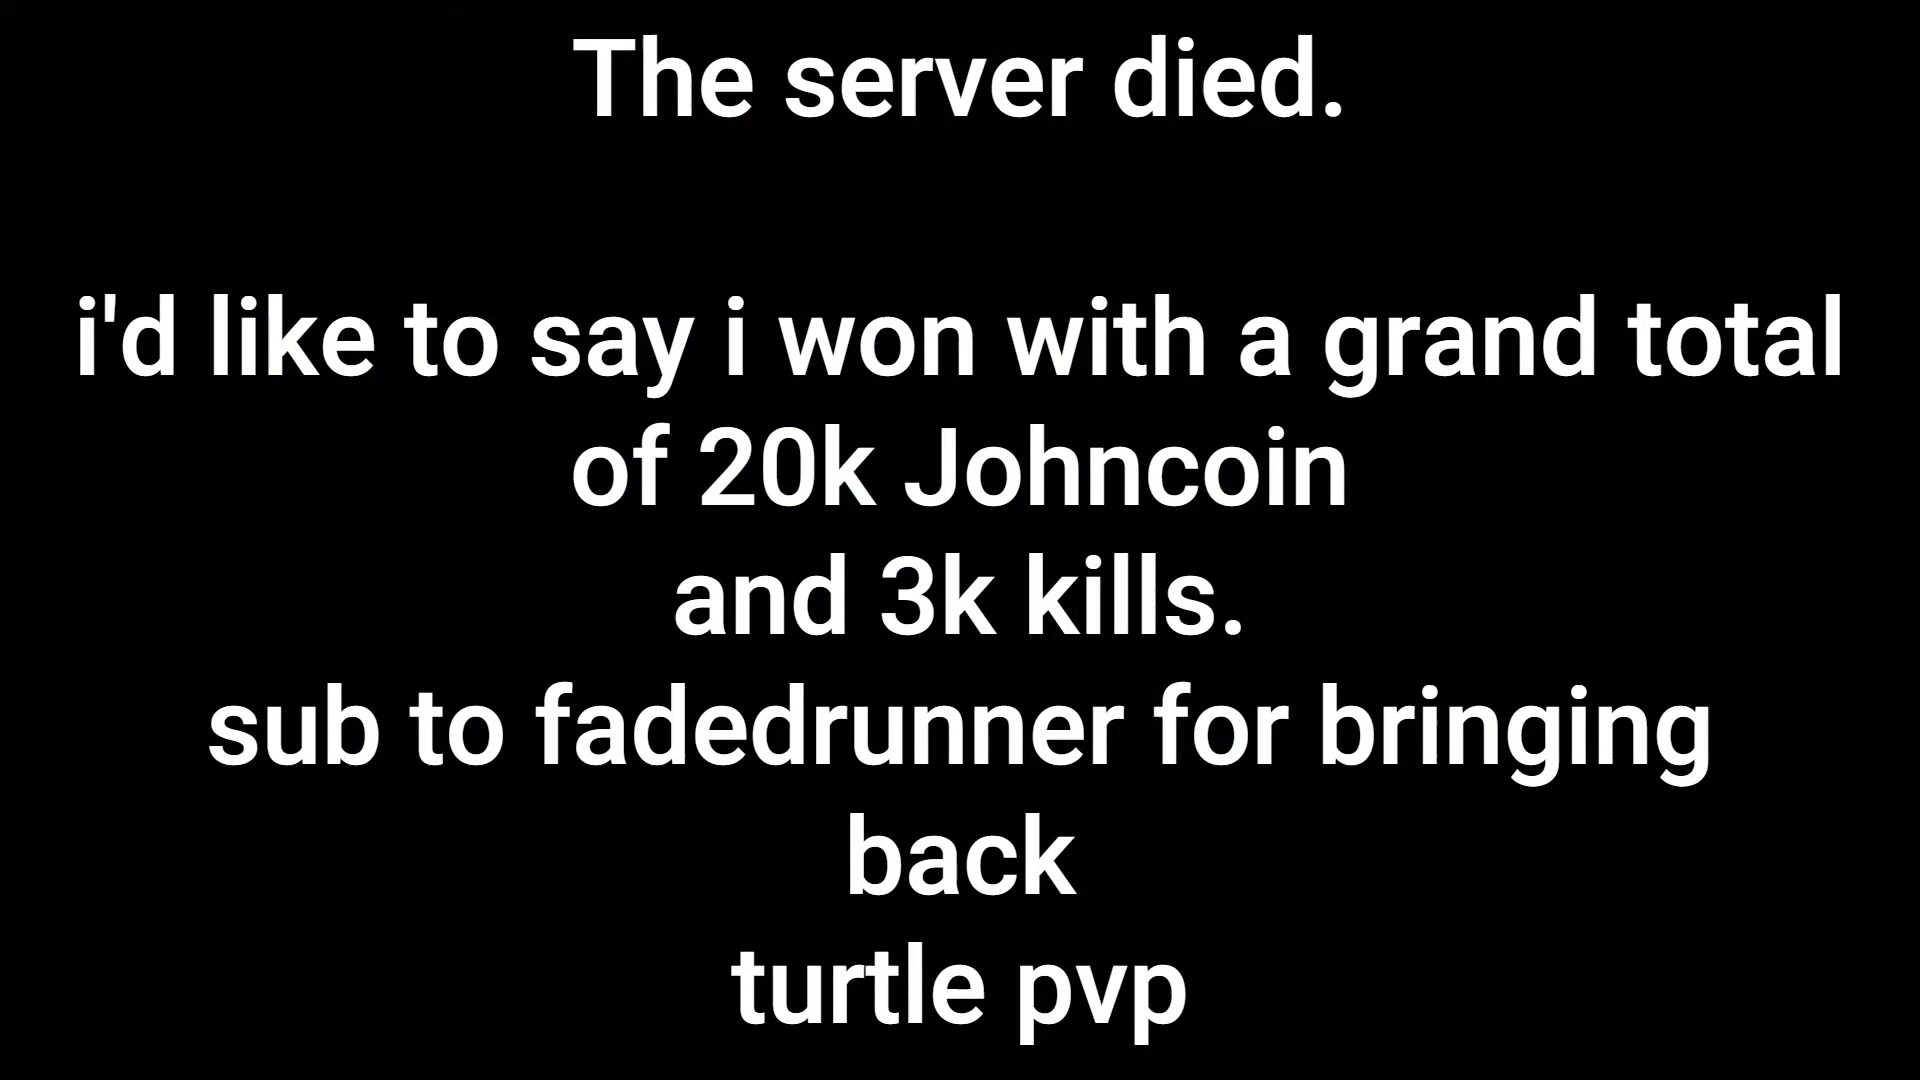 The server died.
i'd like to say i won with a grand total
of 20k Johncoin
and 3k kills.
sub to fadedrunner for bringing
back
turtle pvp